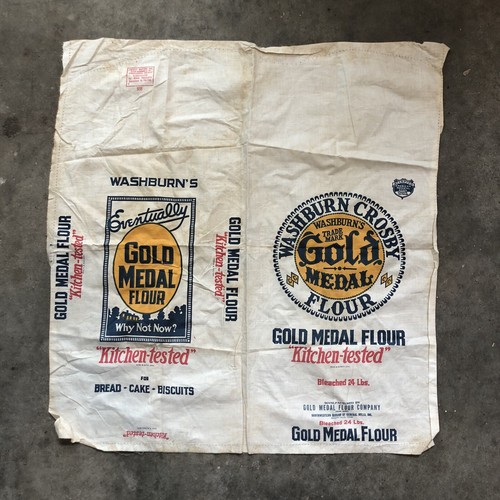 WASHBURN'S
Eventually
GOLD
MEDAL
FLOUR
Why Not Now?
"Kitchen-tested"
FOR
BREAD - CAKE - BISCUITS
"Kitchen-tested"
GOLD MEDAL FLOUR
"Kitchen-tested"
GOLD MEDAL FLOUR
"Kitchen-tested"
WASHBURN CROSBY
WASHBURN'S
TRADE
MARK
Gold
MEDAL
FLOUR
GOLD MEDAL FLOUR
"Kitchen-tested"
Bleached 24 Lbs.
GOLD MEDAL FLOUR COMPANY
Bleached 24 Lbs.
GOLD MEDAL FLOUR